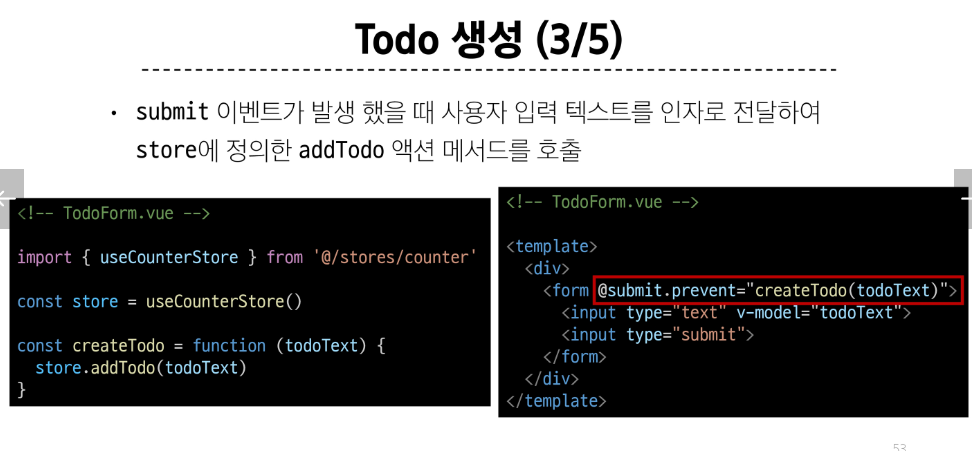 Todo 생성 (3/5)
• submit 이벤트가 발생 했을 때 사용자 입력 텍스트를 인자로 전달하여
store에 정의한 addTodo 액션 메서드를 호출
<!-- TodoForm.vue -->
import { useCounterStore } from '@/stores/counter'
const store = useCounterStore()
const createTodo = function (todoText) {
  store.addTodo(todoText)
}
<!-- TodoForm.vue -->
<template>
  <div>
    <form @submit.prevent="createTodo(todoText)">
      <input type="text" v-model="todoText">
      <input type="submit">
    </form>
  </div>
</template>
53